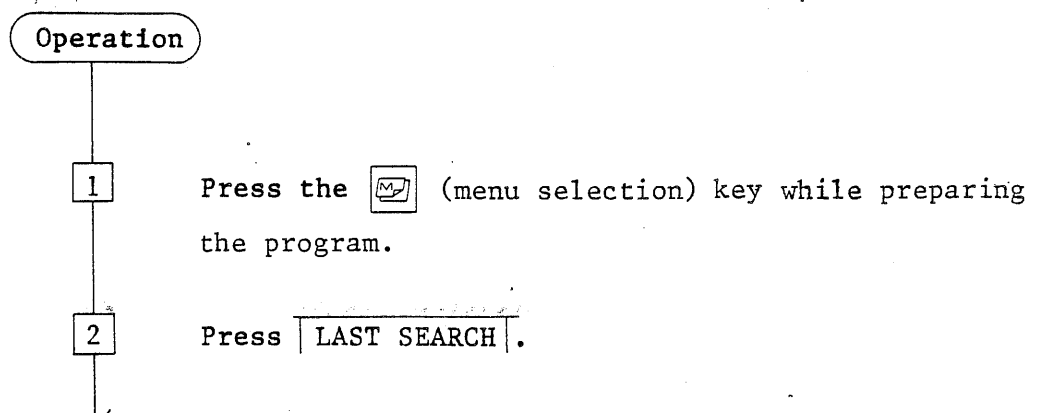 Operation
1 Press the M (menu selection) key while preparing
the program.
2 Press LAST SEARCH.